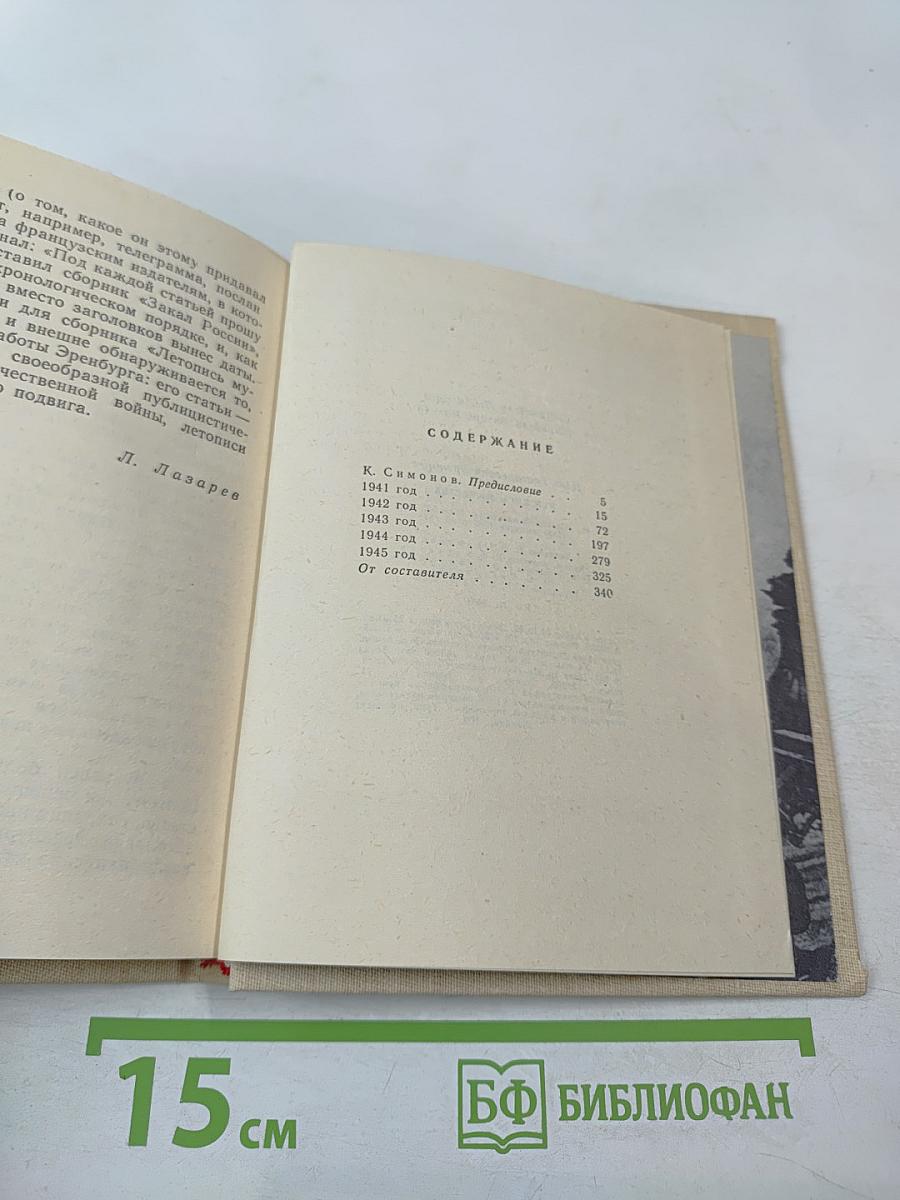 (о том, какое он этому придавал
например, телеграмма, послан
французским издателям, в кото-
нал: «Под каждой статьей прошу
ставил сборник «Закал России»,
хронологическом порядке, и, как
вместо заголовков вынес даты.
и для сборника «Летопись му-
и внешне обнаруживается то,
аботы Эренбурга: его статьи —
своеобразной публицистиче-
чественной войны, летописи
о подвига.
Л. Лазарев
СОДЕРЖАНИЕ
К. Симонов. Предисловие . . 5
1941 год . . . . . . . . . . 15
1942 год . . . . . . . . . . 72
1943 год . . . . . . . . . . 197
1944 год . . . . . . . . . . 279
1945 год . . . . . . . . . . 325
От составителя . . . . . . . 340
15 см
БФ БИБЛИОФАН